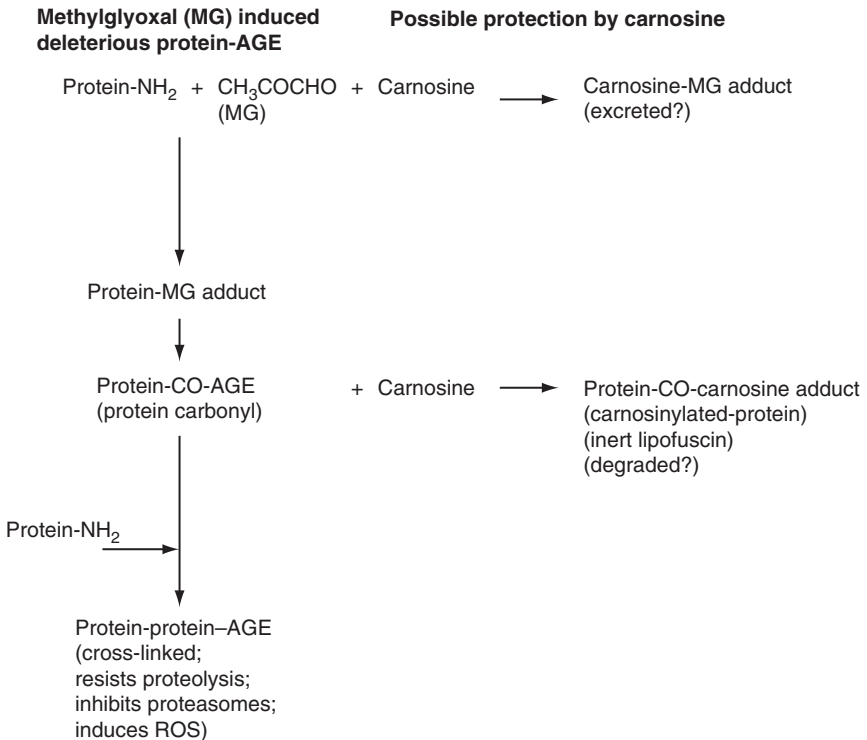 Methylglyoxal (MG) induced
deleterious protein-AGE
Possible protection by carnosine
Protein-NH₂ + CH₃COCHO + Carnosine
(MG)
Carnosine-MG adduct
(excreted?)
Protein-MG adduct
Protein-CO-AGE + Carnosine
(protein carbonyl)
Protein-CO-carnosine adduct
(carnosinylated-protein)
(inert lipofuscin)
(degraded?)
Protein-NH₂
Protein-protein–AGE
(cross-linked;
resists proteolysis;
inhibits proteasomes;
induces ROS)